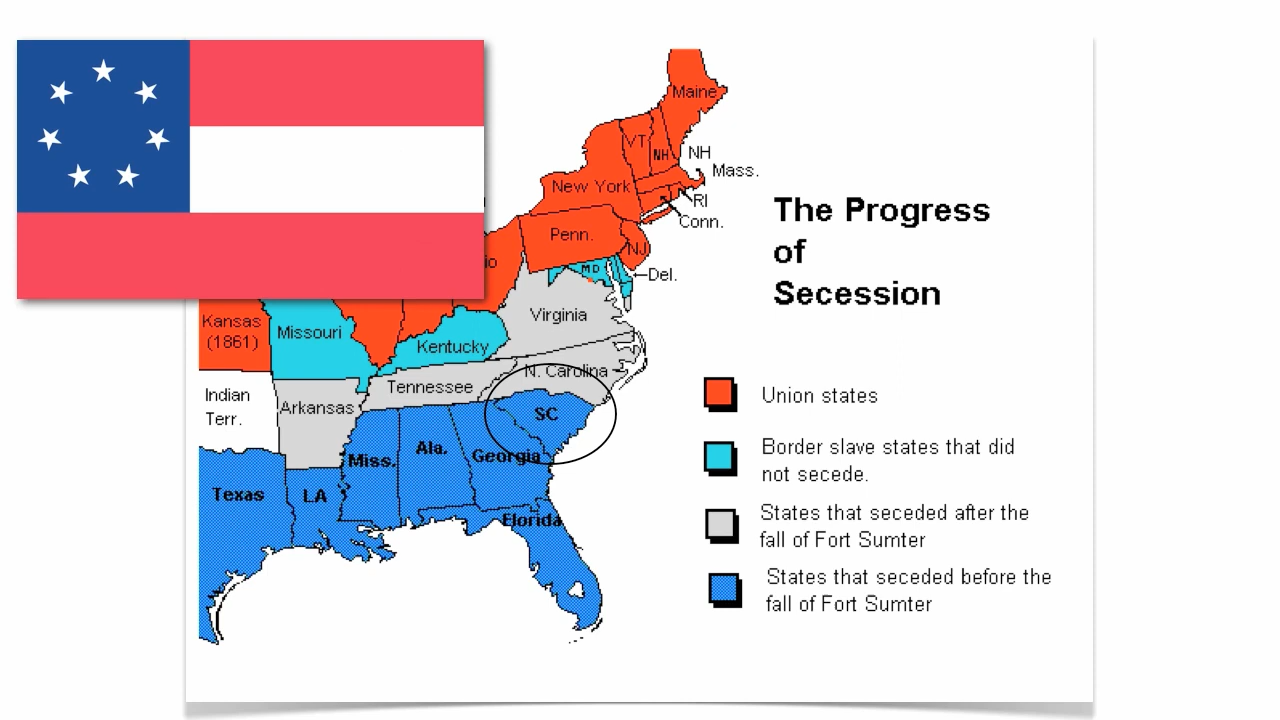 Maine
VT
NH
NH
Mass.
New York
RI
Conn.
Penn.
NJ
io
MD
Del.
The Progress
of
Secession
Virginia
Kansas
(1861)
Missouri
Kentucky
N. Carolina
Tennessee
Indian
Terr.
Arkansas
SC
Miss.
Ala.
Georgia
Texas
LA
Florida
Union states
Border slave states that did
not secede.
States that seceded after the
fall of Fort Sumter
States that seceded before the
fall of Fort Sumter